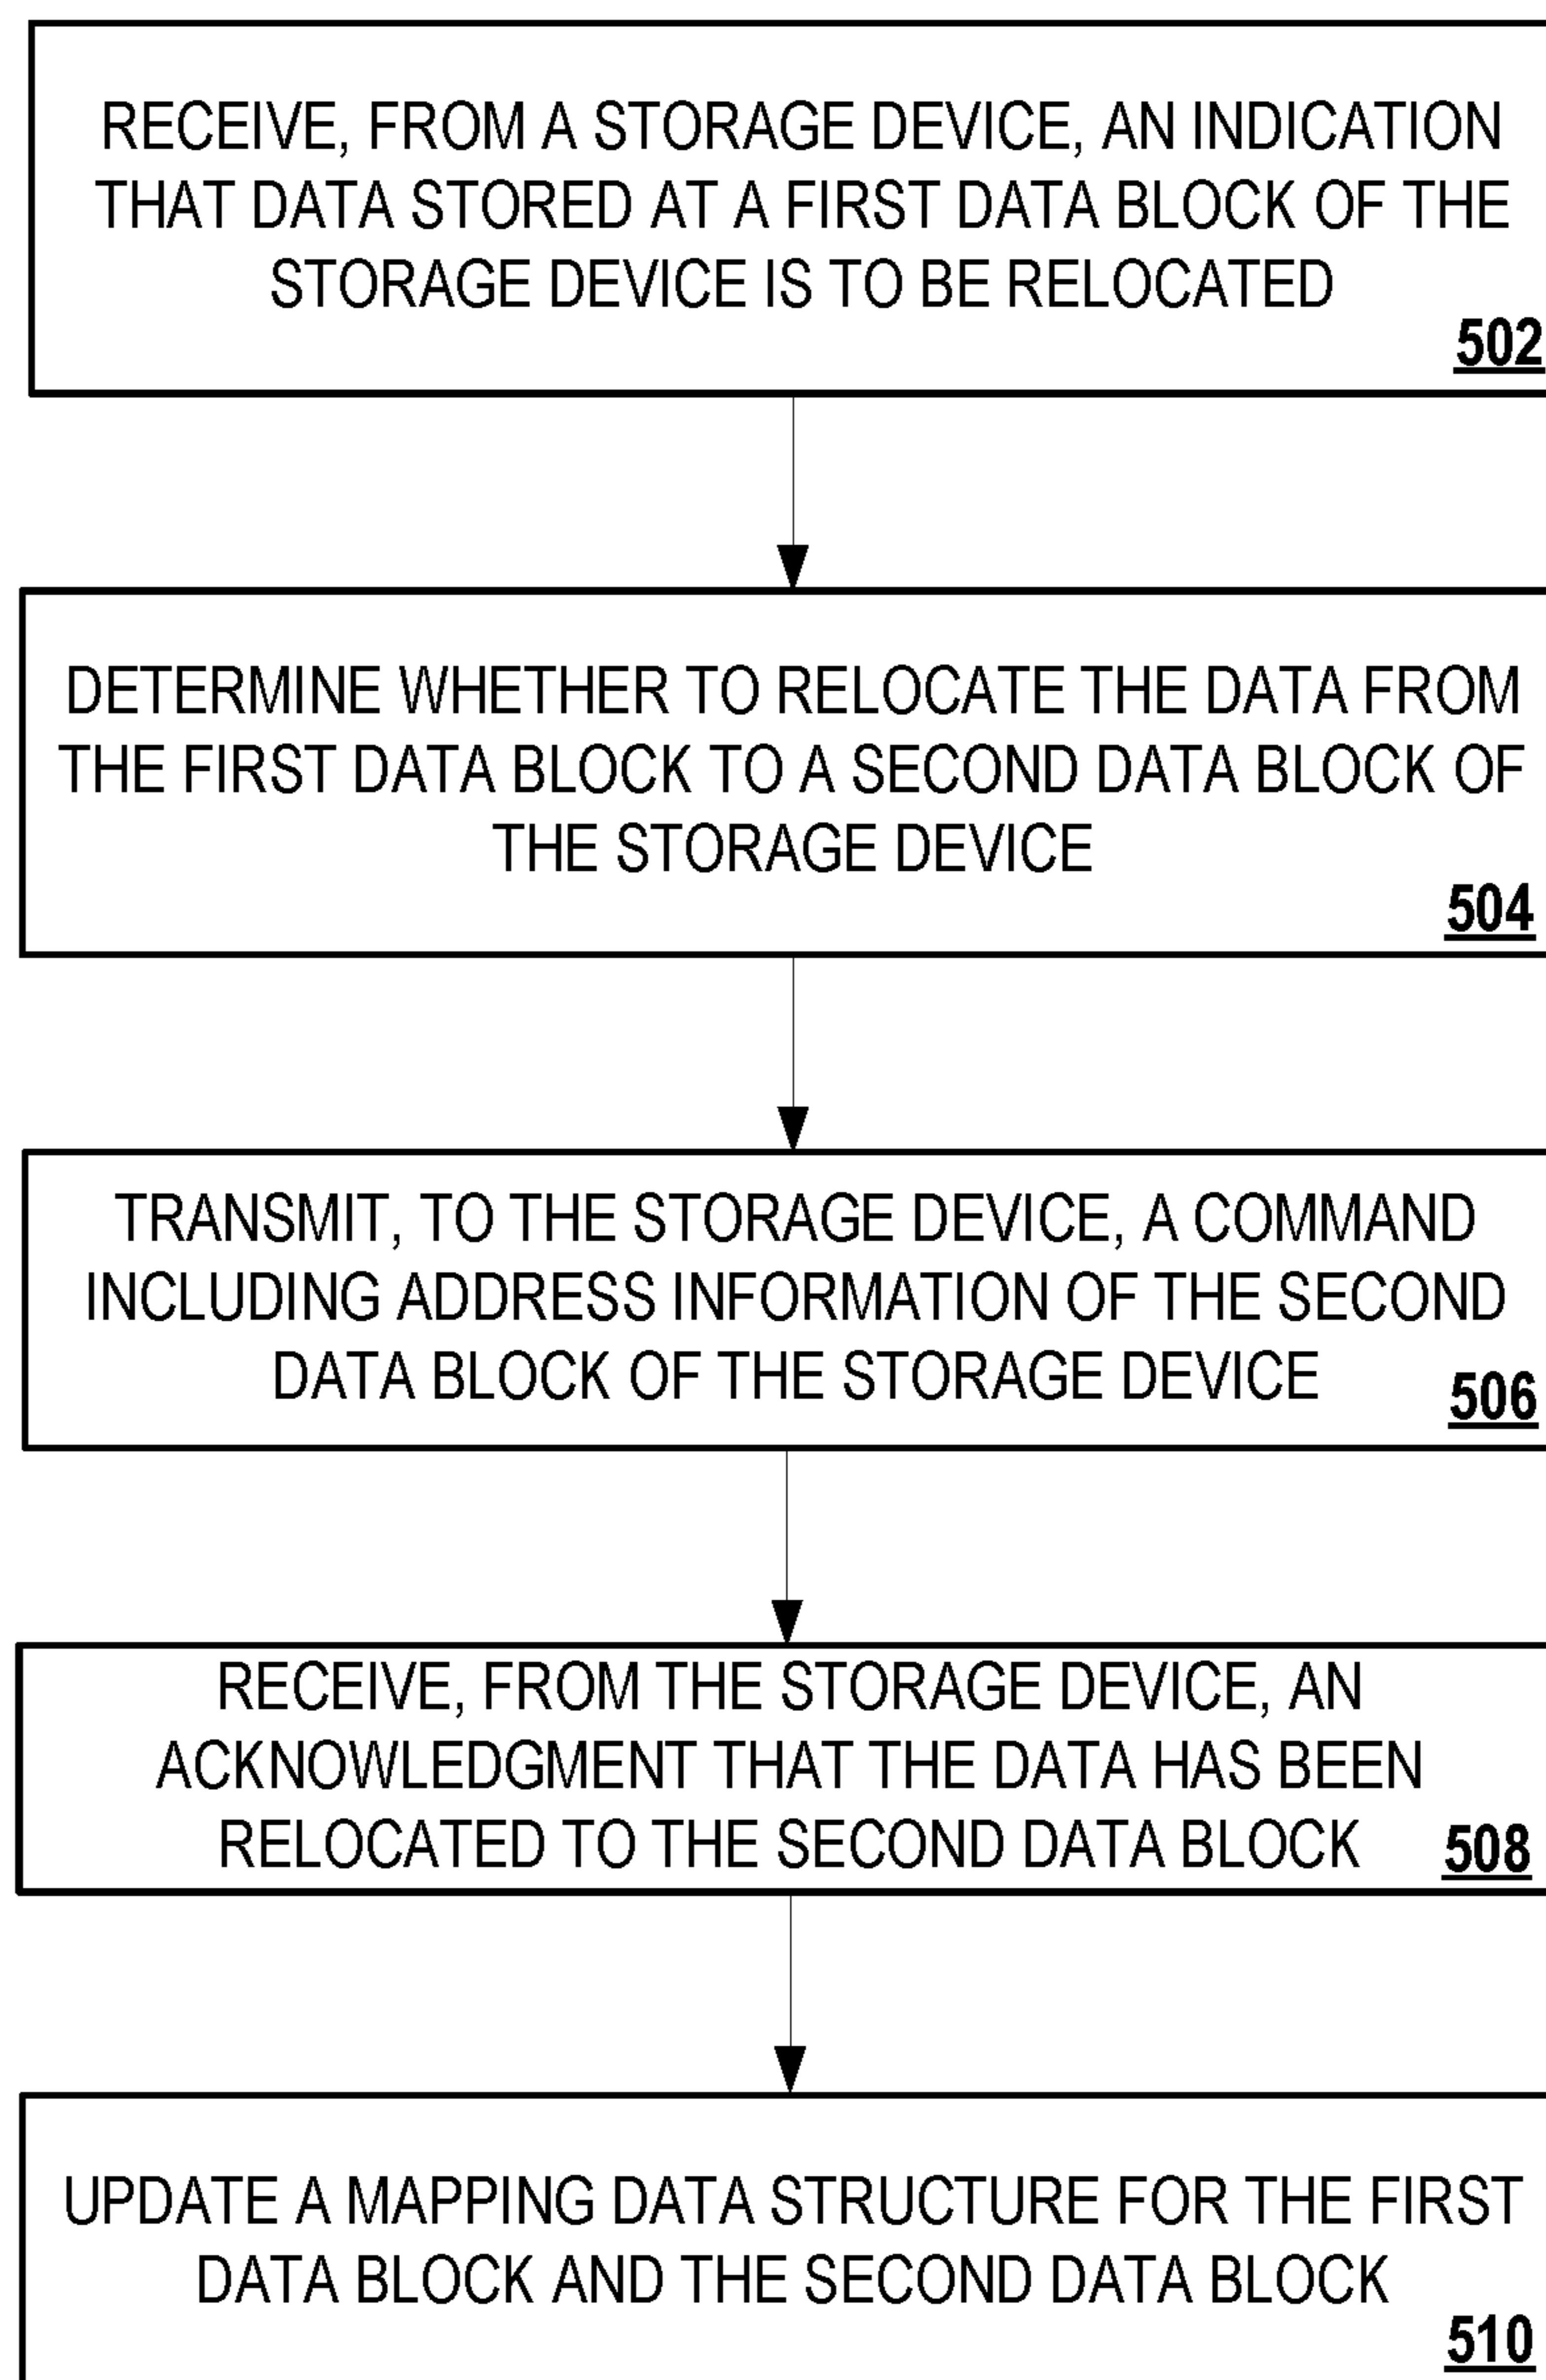 RECEIVE, FROM A STORAGE DEVICE, AN INDICATION
THAT DATA STORED AT A FIRST DATA BLOCK OF THE
STORAGE DEVICE IS TO BE RELOCATED
502
DETERMINE WHETHER TO RELOCATE THE DATA FROM
THE FIRST DATA BLOCK TO A SECOND DATA BLOCK OF
THE STORAGE DEVICE
504
TRANSMIT, TO THE STORAGE DEVICE, A COMMAND
INCLUDING ADDRESS INFORMATION OF THE SECOND
DATA BLOCK OF THE STORAGE DEVICE
506
RECEIVE, FROM THE STORAGE DEVICE, AN
ACKNOWLEDGMENT THAT THE DATA HAS BEEN
RELOCATED TO THE SECOND DATA BLOCK
508
UPDATE A MAPPING DATA STRUCTURE FOR THE FIRST
DATA BLOCK AND THE SECOND DATA BLOCK
510